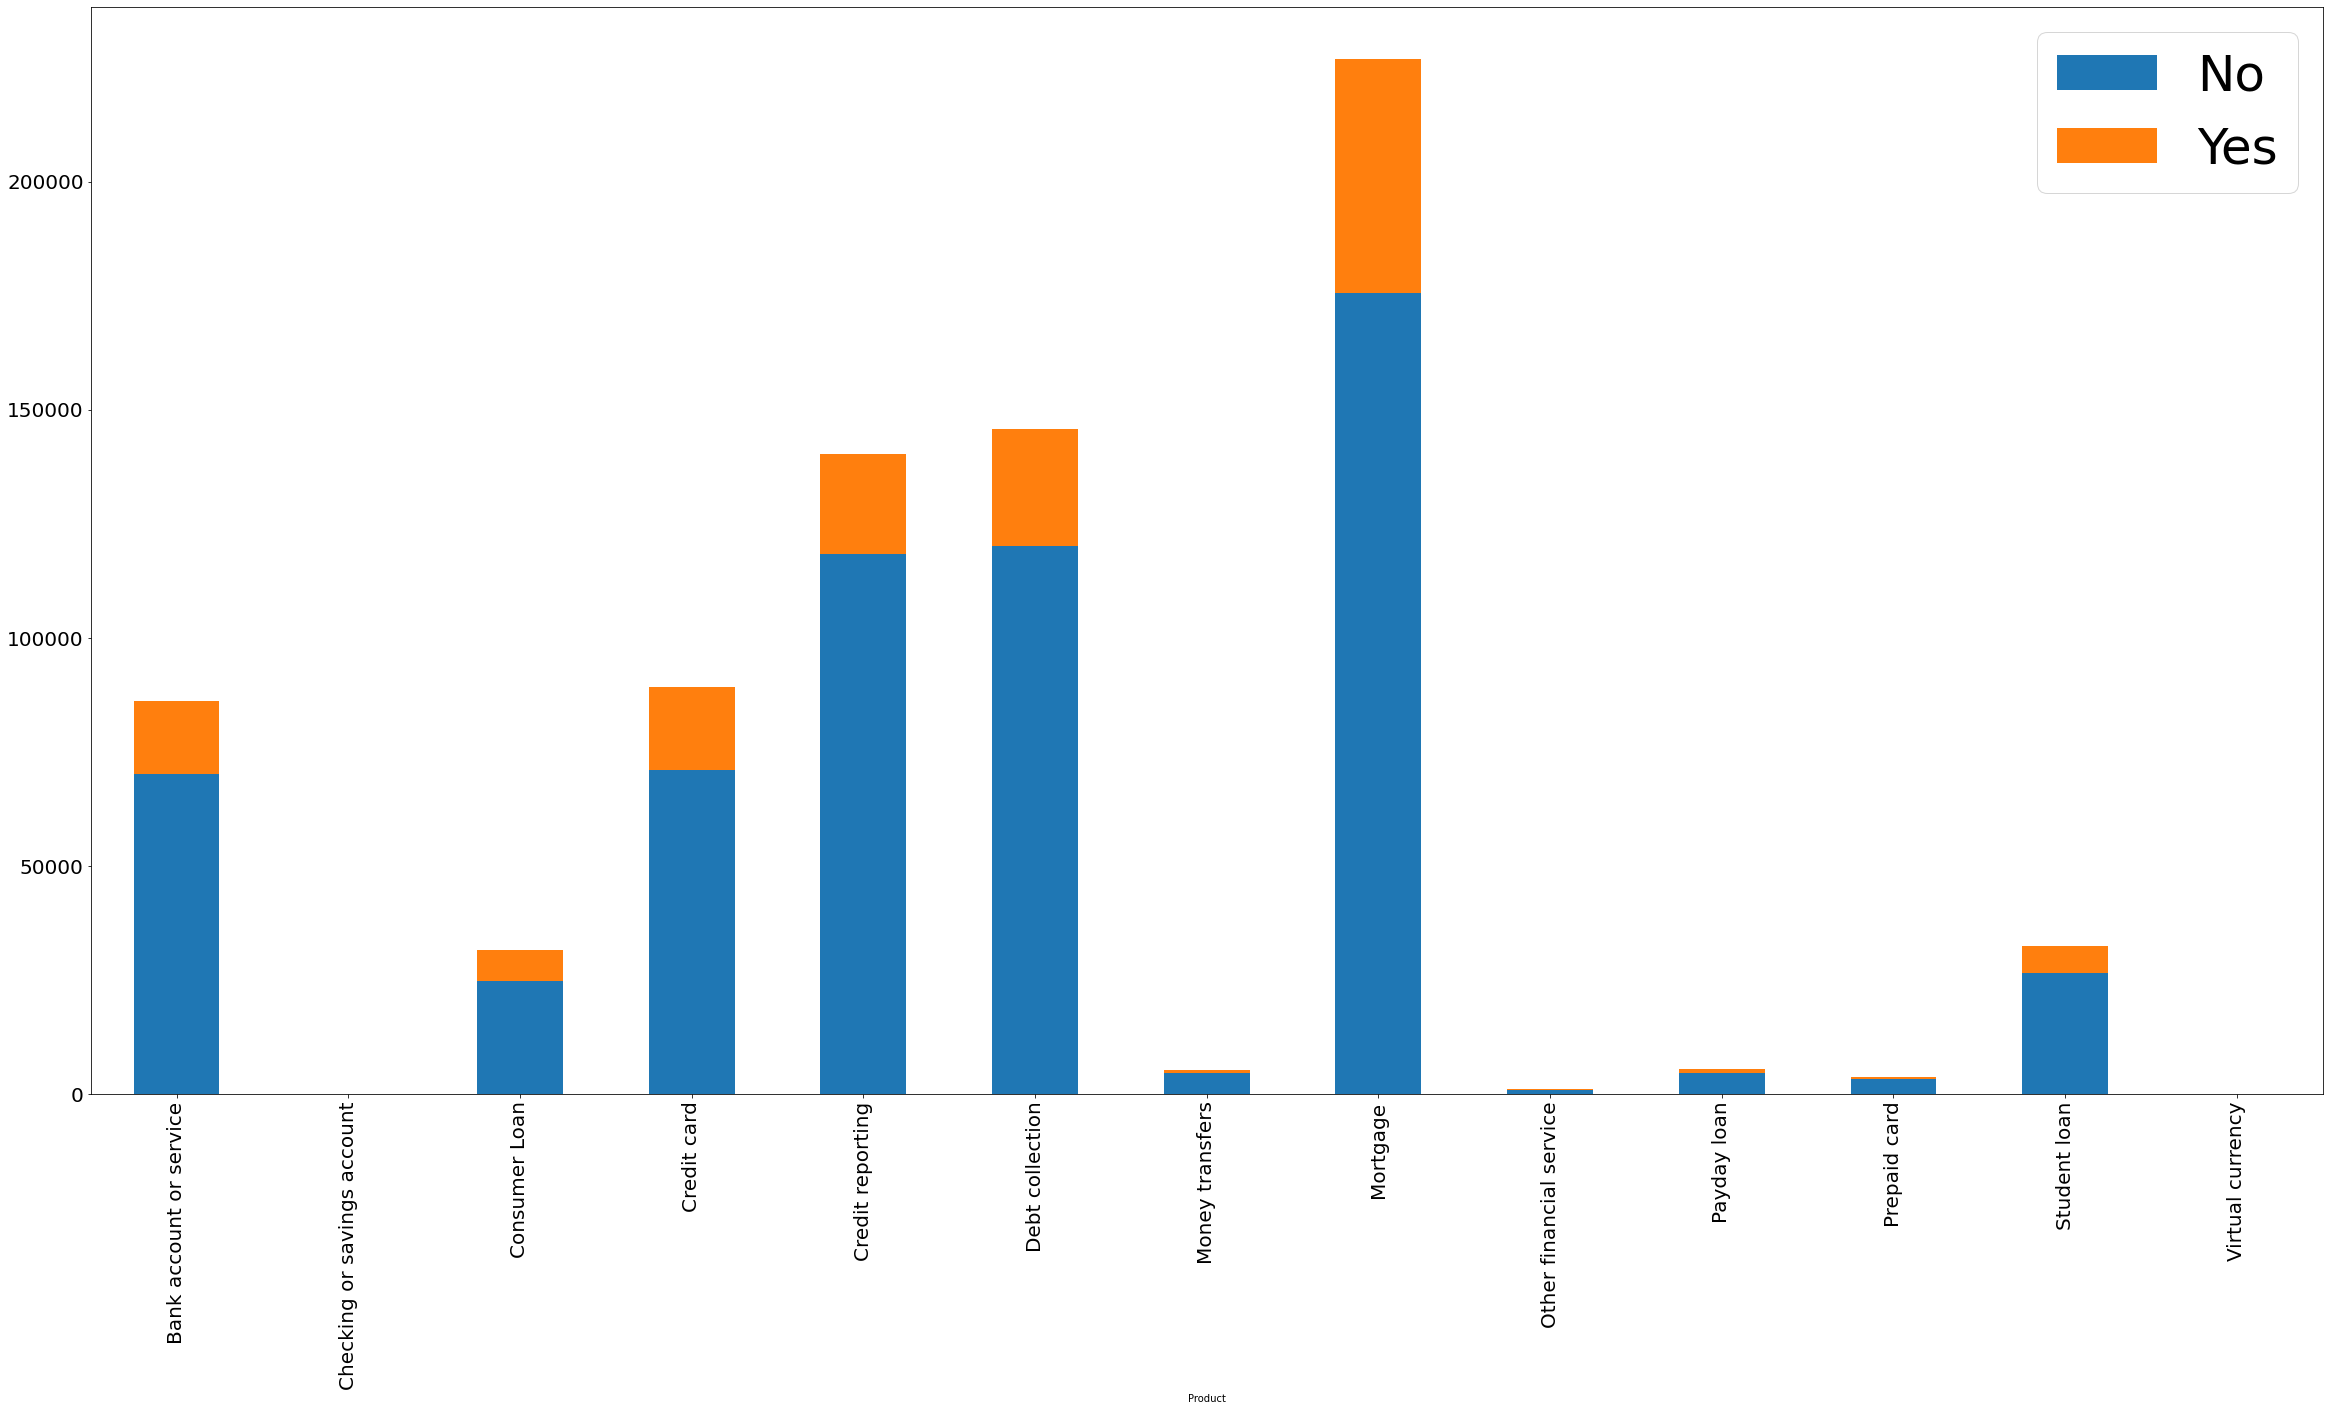 No
Yes
200000
150000
100000
50000
0
Bank account or service
Checking or savings account
Consumer Loan
Credit card
Credit reporting
Debt collection
Money transfers
Mortgage
Other financial service
Payday loan
Prepaid card
Student loan
Virtual currency
Product